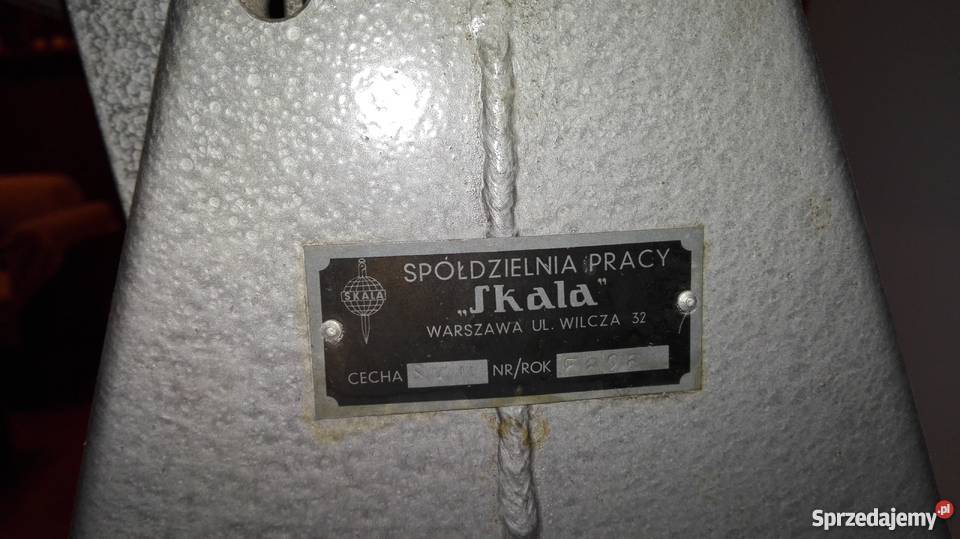 SPÓŁDZIELNIA PRACY
SKALA
„Skala"
WARSZAWA UL. WILCZA 32
CECHA NR/ROK
Sprzedajemy.pl